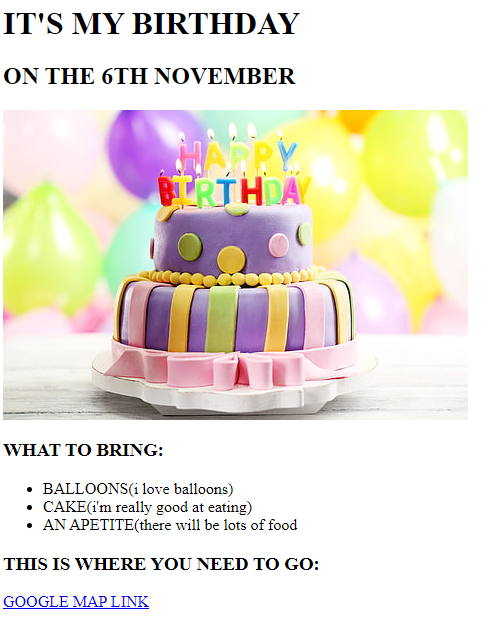 IT'S MY BIRTHDAY
ON THE 6TH NOVEMBER
HAPPY
BIRTHDAY
WHAT TO BRING:
BALLOONS(i love balloons)
CAKE(i'm really good at eating)
AN APETITE(there will be lots of food
THIS IS WHERE YOU NEED TO GO:
GOOGLE MAP LINK